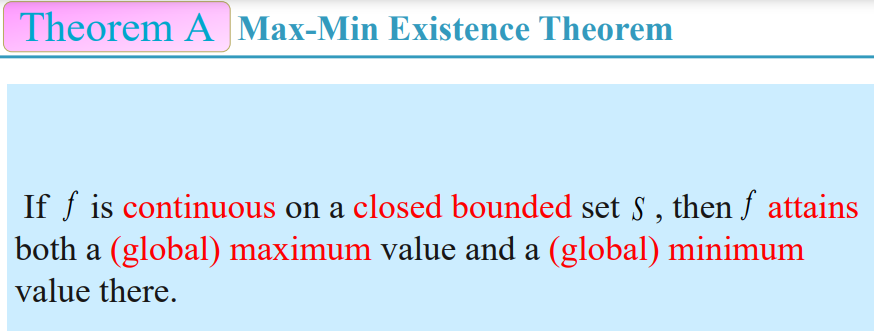 Theorem A Max-Min Existence Theorem
If f is continuous on a closed bounded set S , then f attains
both a (global) maximum value and a (global) minimum
value there.